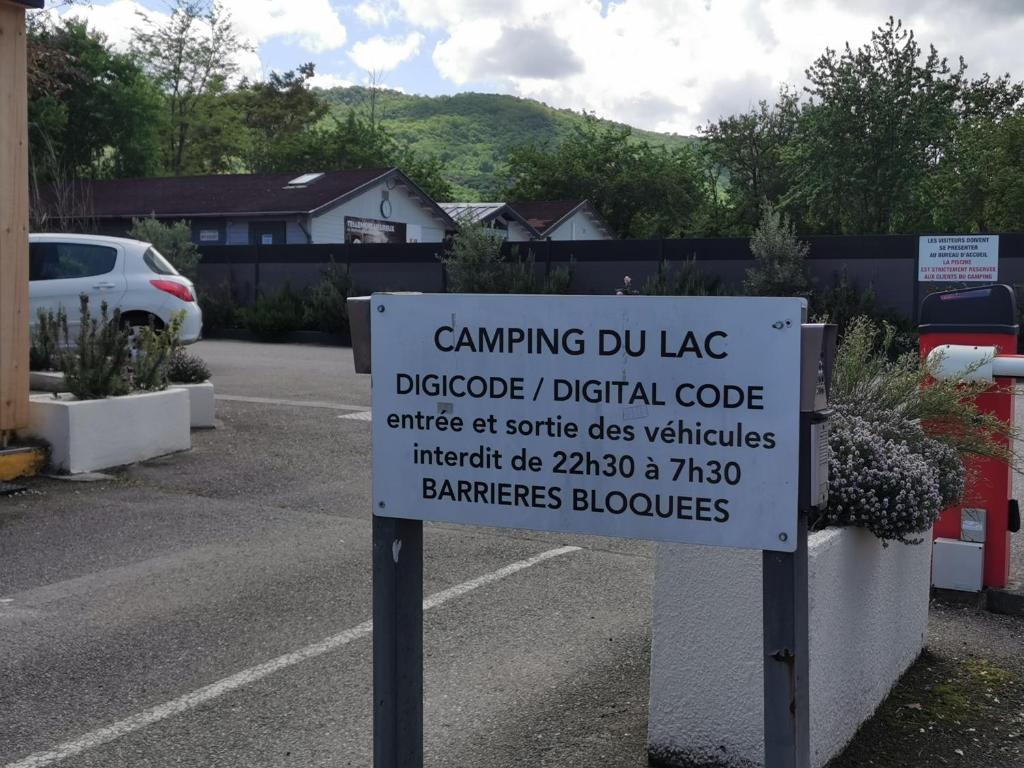 CAMPING DU LAC
DIGICODE / DIGITAL CODE
entrée et sortie des véhicules
interdit de 22h30 à 7h30
BARRIERES BLOQUEES
LES VISITEURS DOIVENT
SE PRESENTER
AU BUREAU D'ACCUEIL
LA PISCINE
EST STRICTEMENT RESERVEE
AUX CLIENTS DU CAMPING